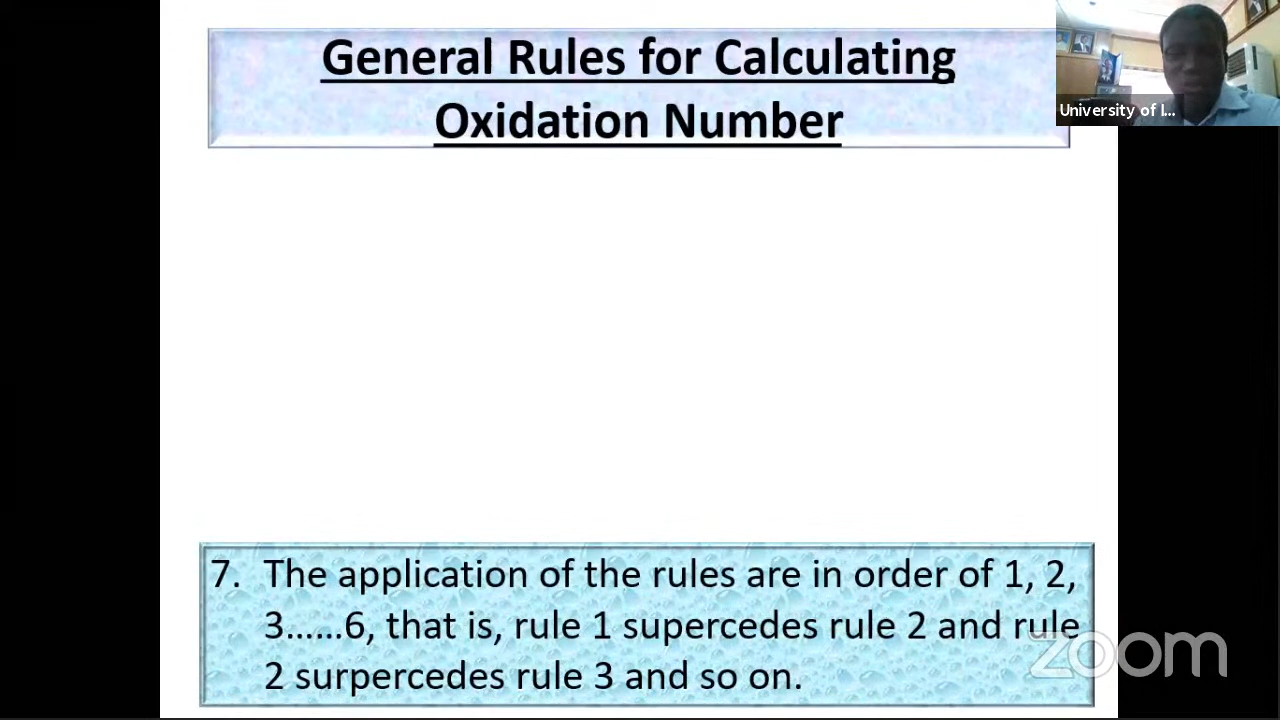 General Rules for Calculating
Oxidation Number
University of I...
7. The application of the rules are in order of 1, 2,
3......6, that is, rule 1 supercedes rule 2 and rule
2 surpercedes rule 3 and so on.
zoom